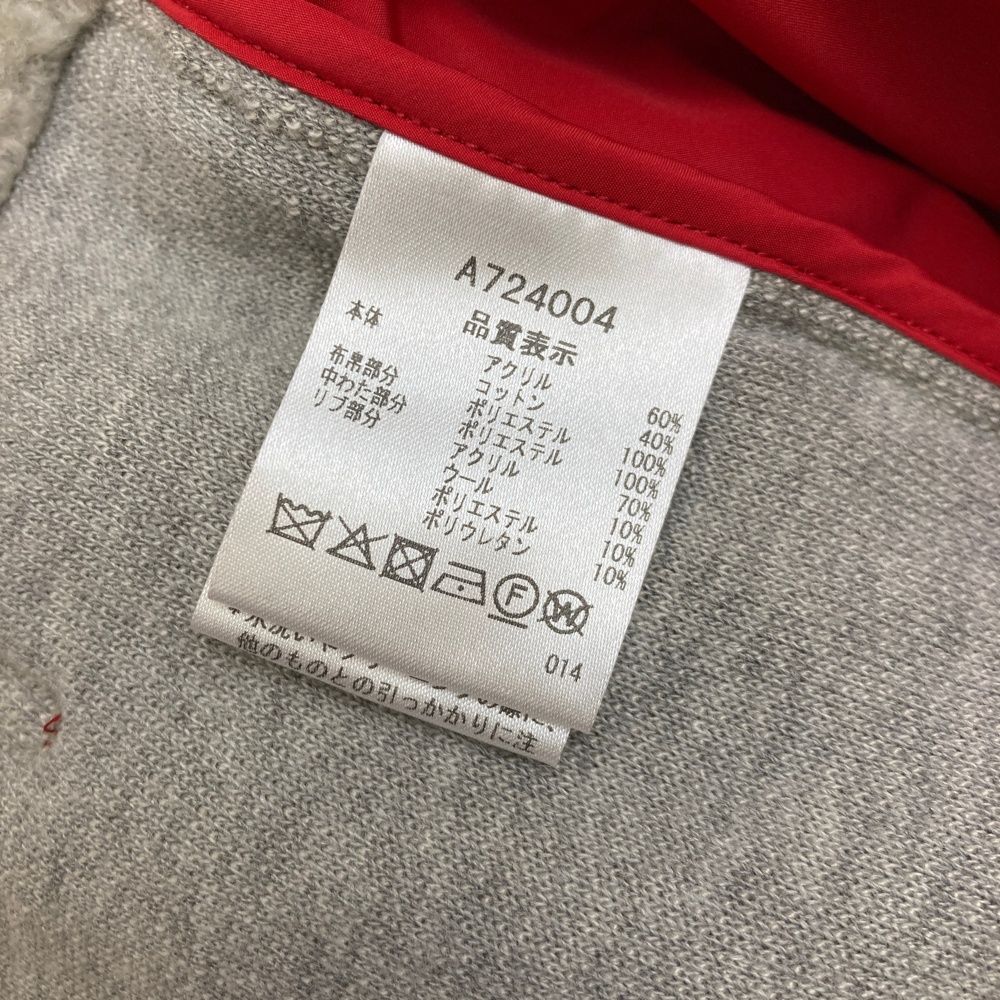 A724004
品質表示
本体 アクリル 60%
コットン 40%
布帛部分 ポリエステル 100%
中わた部分 ポリエステル 100%
リブ部分 アクリル 70%
ウール 10%
ポリエステル 10%
ポリウレタン 10%
F W
014
の際に、
他のものとの引っかかりに注